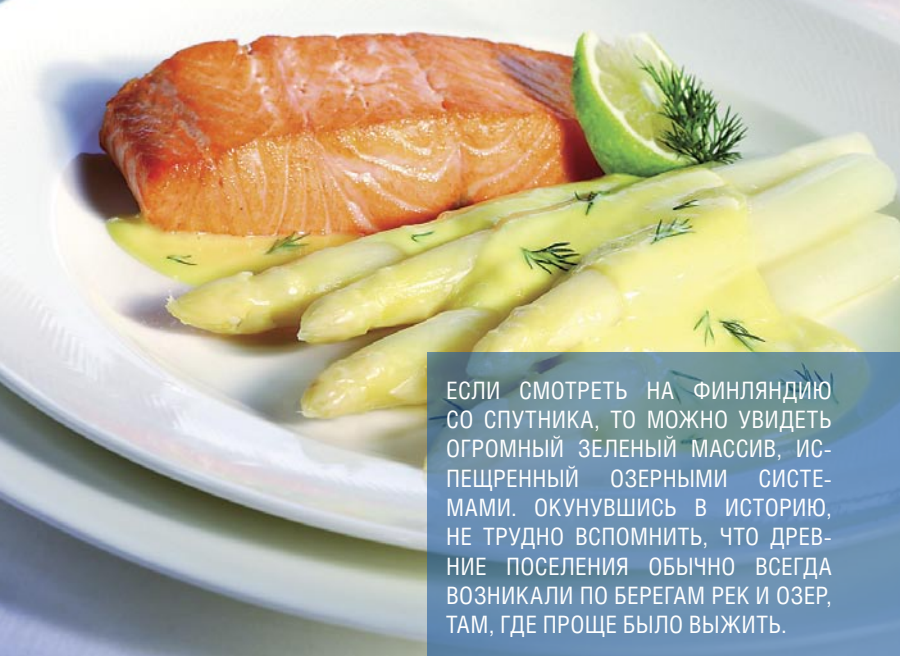 ЕСЛИ СМОТРЕТЬ НА ФИНЛЯНДИЮ
СО СПУТНИКА, ТО МОЖНО УВИДЕТЬ
ОГРОМНЫЙ ЗЕЛЕНЫЙ МАССИВ, ИС-
ПЕЩРЕННЫЙ ОЗЕРНЫМИ СИСТЕ-
МАМИ. ОКУНУВШИСЬ В ИСТОРИЮ,
НЕ ТРУДНО ВСПОМНИТЬ, ЧТО ДРЕВ-
НИЕ ПОСЕЛЕНИЯ ОБЫЧНО ВСЕГДА
ВОЗНИКАЛИ ПО БЕРЕГАМ РЕК И ОЗЕР,
ТАМ, ГДЕ ПРОЩЕ БЫЛО ВЫЖИТЬ.